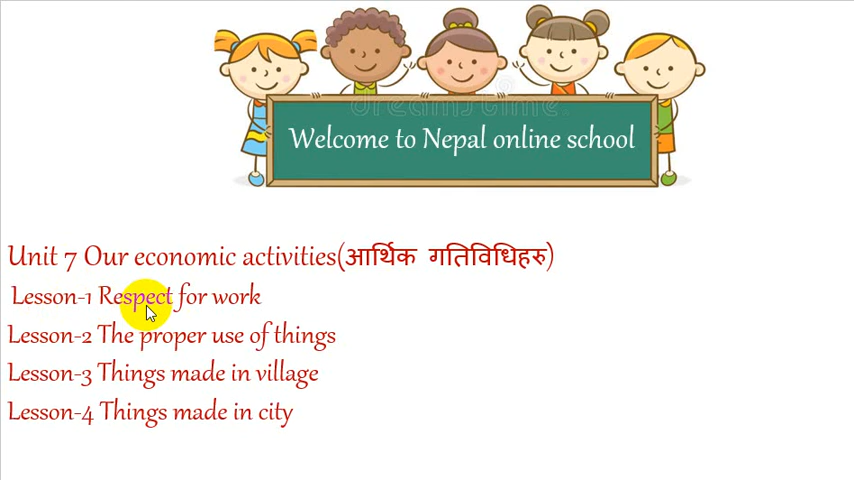 dreamstime
Welcome to Nepal online school
Unit 7 Our economic activities(आर्थिक गतिविधिहरु)
Lesson-1 Respect for work
Lesson-2 The proper use of things
Lesson-3 Things made in village
Lesson-4 Things made in city